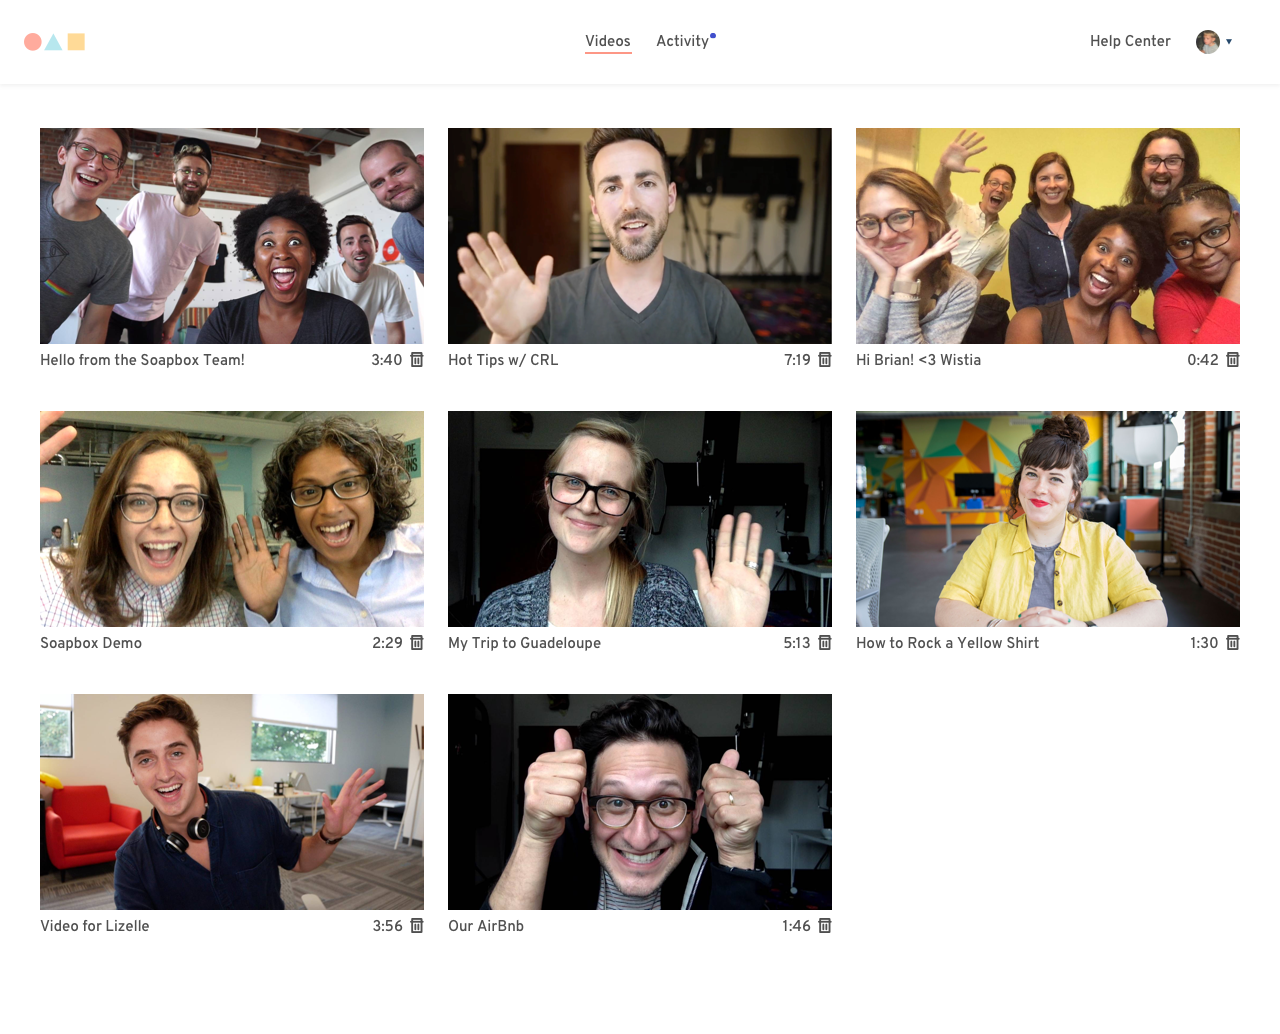 Videos Activity Help Center
Hello from the Soapbox Team! 3:40
Hot Tips w/ CRL 7:19
Hi Brian! <3 Wistia 0:42
Soapbox Demo 2:29
My Trip to Guadeloupe 5:13
How to Rock a Yellow Shirt 1:30
Video for Lizelle 3:56
Our AirBnb 1:46